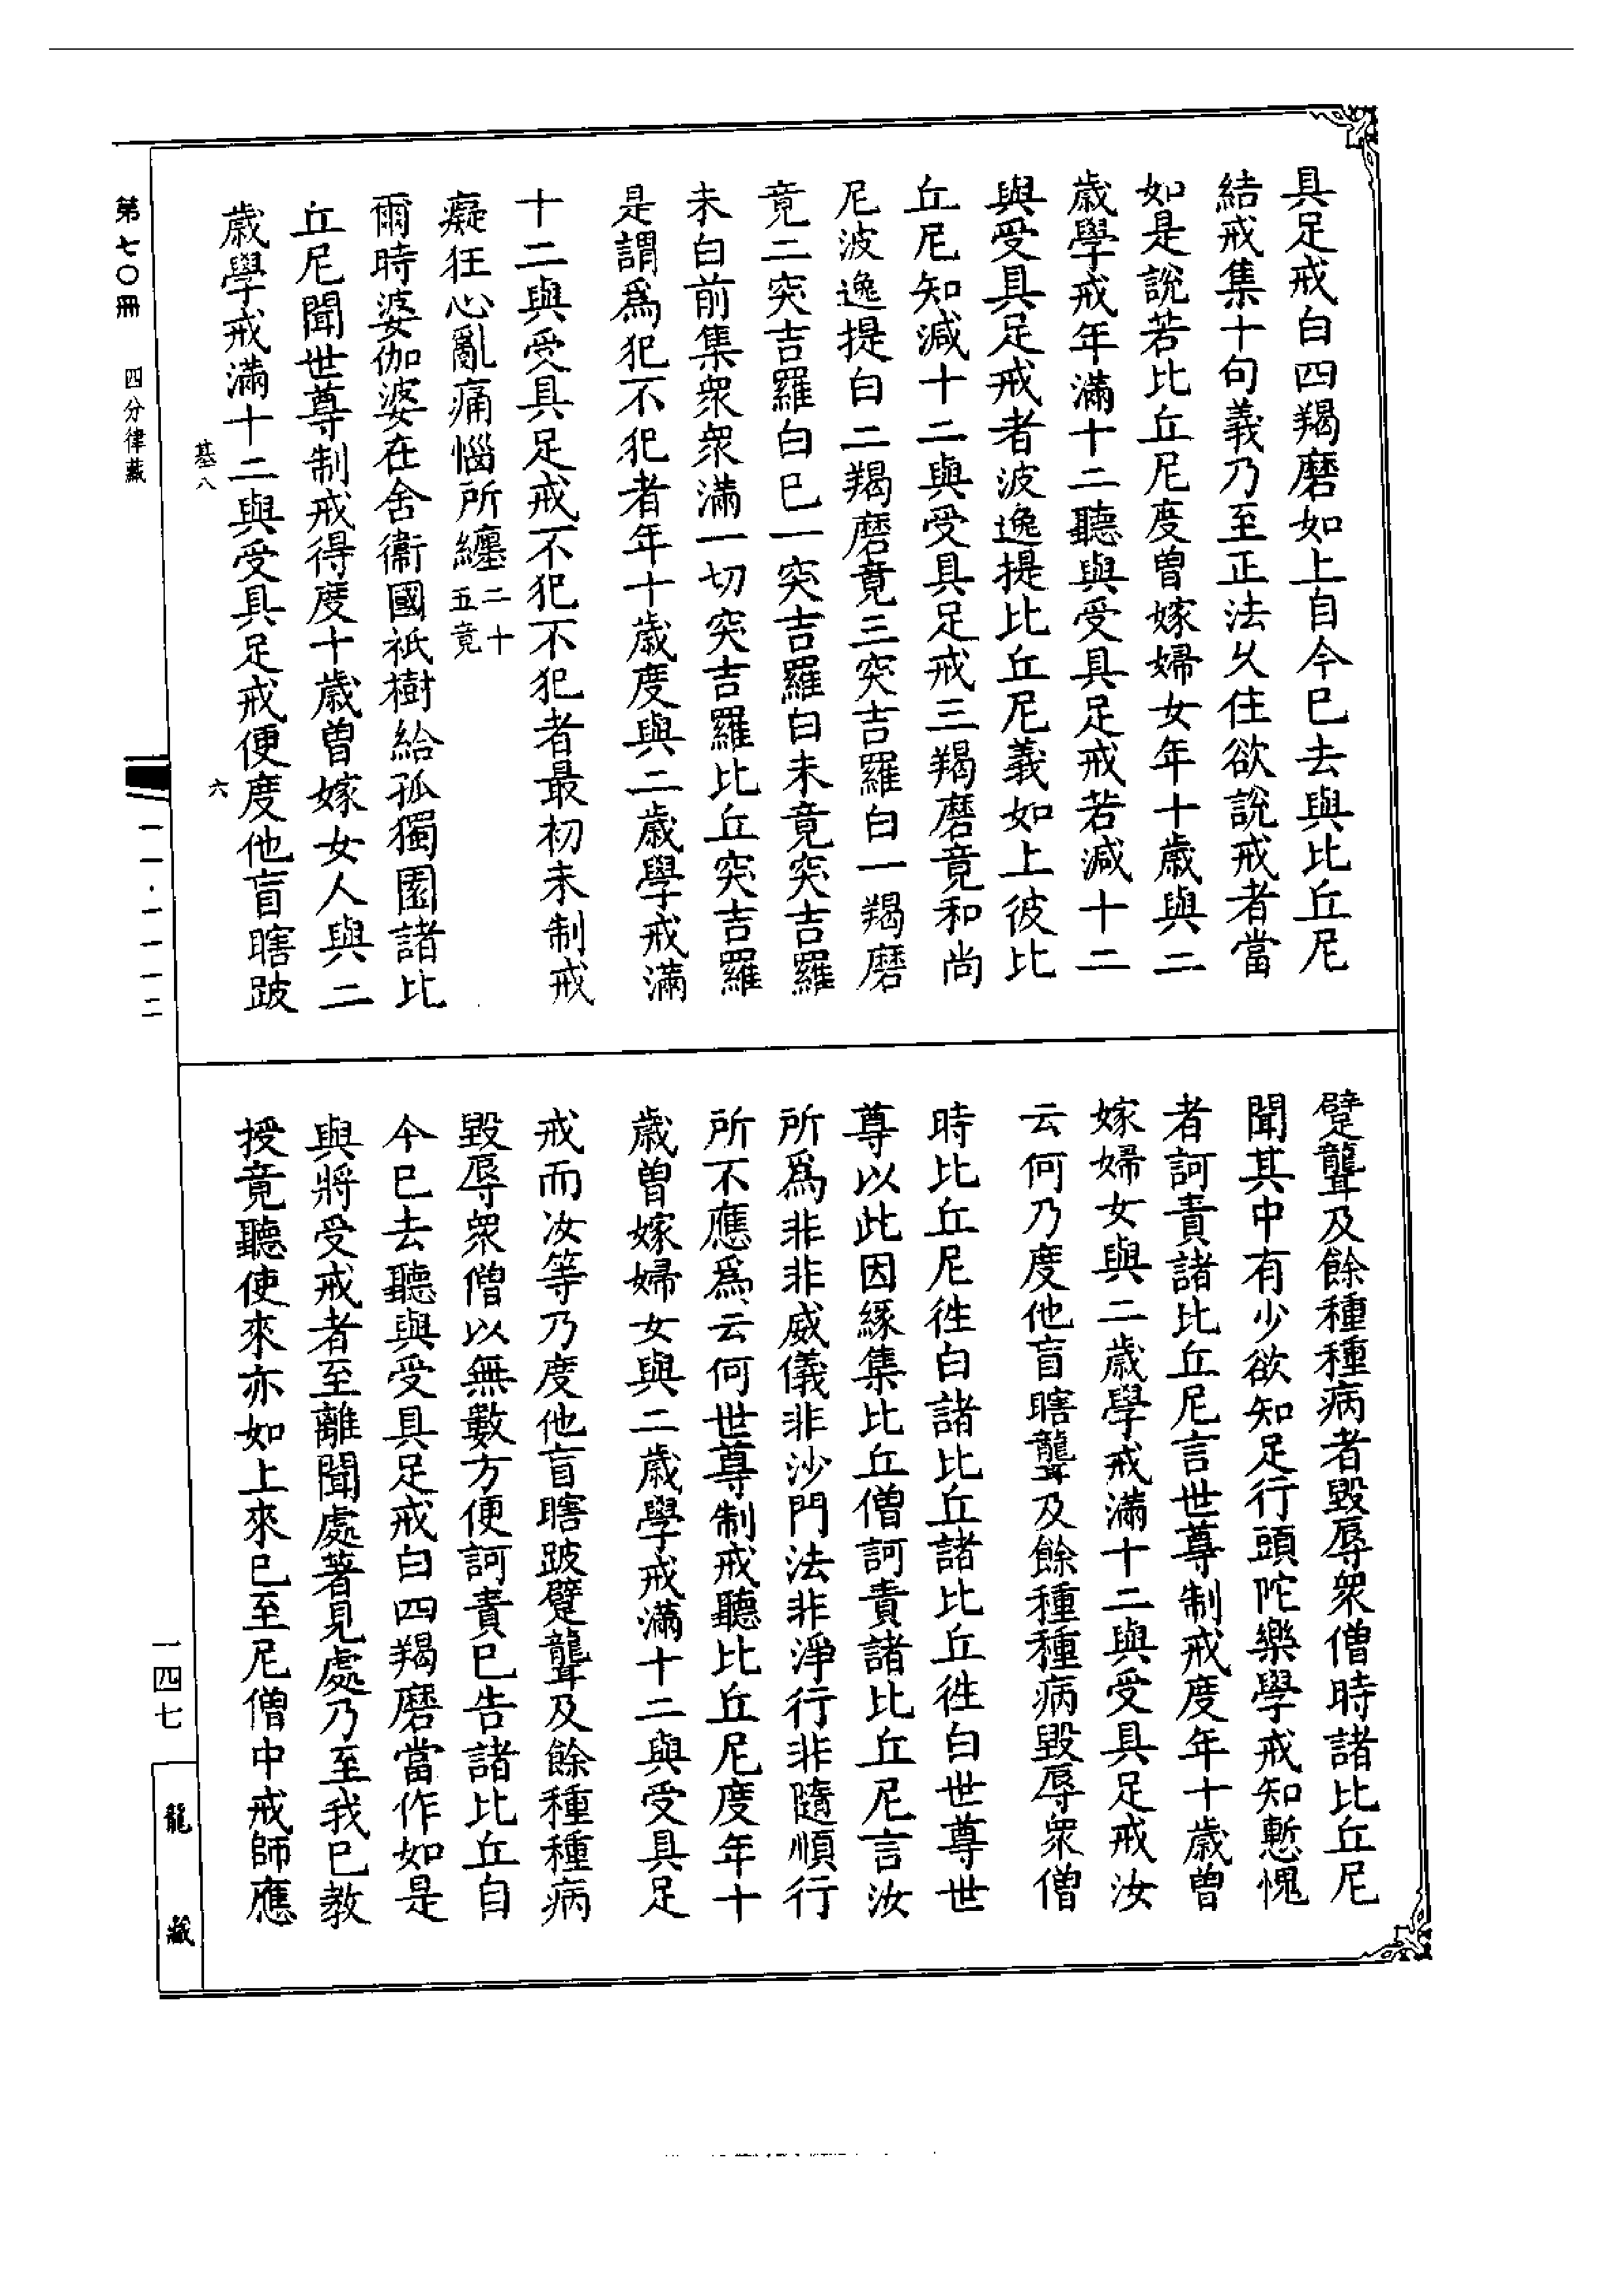 具足戒白四羯磨如上自今已去與比丘尼
結戒集十句義乃至正法久住欲說戒者當
如是說若比丘尼度曾嫁婦女年十歲與二
歲學戒年滿十二聽與受具足戒若減十二
與受具足戒者波逸提比丘尼義如上彼比
丘尼知減十二與受具足戒三羯磨竟和尚
尼波逸提白二羯磨竟三突吉羅白一羯磨
竟二突吉羅白已一突吉羅白未竟突吉羅
未白前集衆衆滿一切突吉羅比丘突吉羅
是謂爲犯不犯者年十歲度與二歲學戒滿
十二與受具足戒不犯不犯者最初未制戒
癡狂心亂痛惱所纏二十五竟
爾時婆伽婆在舍衞國祇樹給孤獨園諸比
丘尼聞世尊制戒得度十歲曾嫁女人與二
歲學戒滿十二與受具足戒便度他盲瞎跛
躄聾及餘種種病者毀辱衆僧時諸比丘尼
聞其中有少欲知足行頭陀樂學戒知慙愧
者訶責諸比丘尼言世尊制戒度年十歲曾
嫁婦女與二歲學戒滿十二與受具足戒汝
云何乃度他盲瞎聾及餘種種病毀辱衆僧
時比丘尼徃白諸比丘諸比丘徃白世尊世
尊以此因緣集比丘僧訶責諸比丘尼言汝
所爲非非威儀非沙門法非淨行非隨順行
所不應爲云何世尊制戒聽比丘尼度年十
歲曾嫁婦女與二歲學戒滿十二與受具足
戒而汝等乃度他盲瞎跛躄聾及餘種種病
毀辱衆僧以無數方便訶責已告諸比丘自
今已去聽與受具足戒白四羯磨當作如是
與將受戒者至離聞處著見處乃至我已教
授竟聽使來亦如上來已至尼僧中戒師應
基八
六
第七〇冊
四分律藏
一一·一一一二
一四七
龍藏